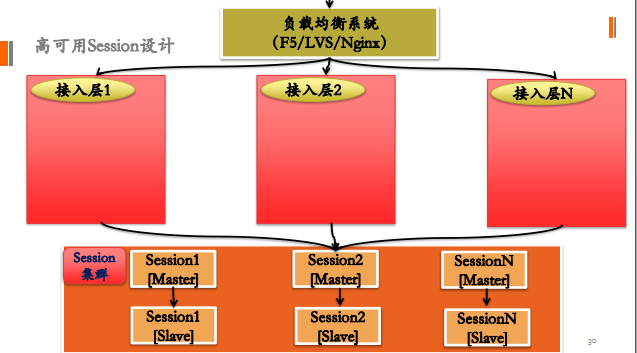 高可用Session设计
负载均衡系统
（F5/LVS/Nginx）
接入层1
接入层2
接入层N
Session
集群
Session1
[Master]
Session2
[Master]
SessionN
[Master]
Session1
[Slave]
Session2
[Slave]
SessionN
[Slave]
30